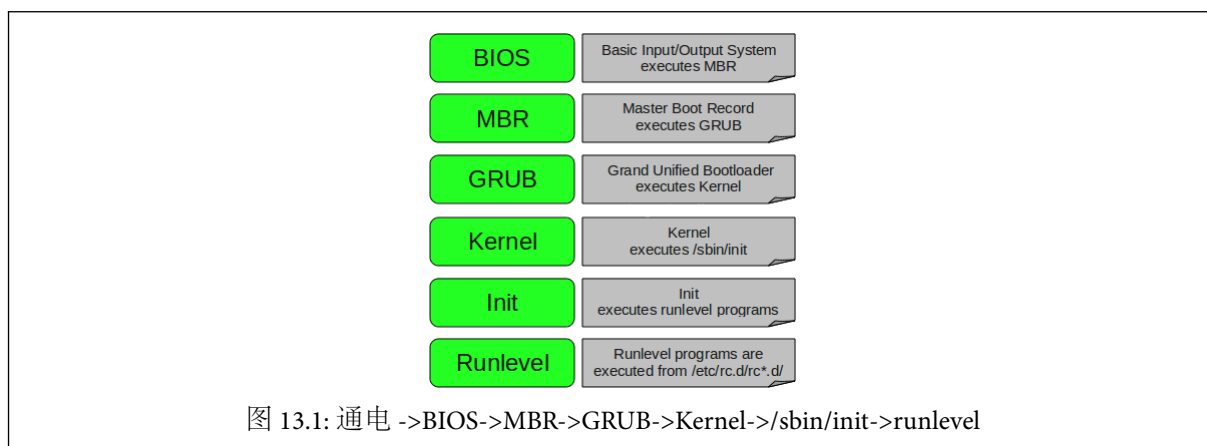 BIOS
Basic Input/Output System
executes MBR
MBR
Master Boot Record
executes GRUB
GRUB
Grand Unified Bootloader
executes Kernel
Kernel
Kernel
executes /sbin/init
Init
Init
executes runlevel programs
Runlevel
Runlevel programs are
executed from /etc/rc.d/rc*.d/
图 13.1: 通电 ->BIOS->MBR->GRUB->Kernel->/sbin/init->runlevel